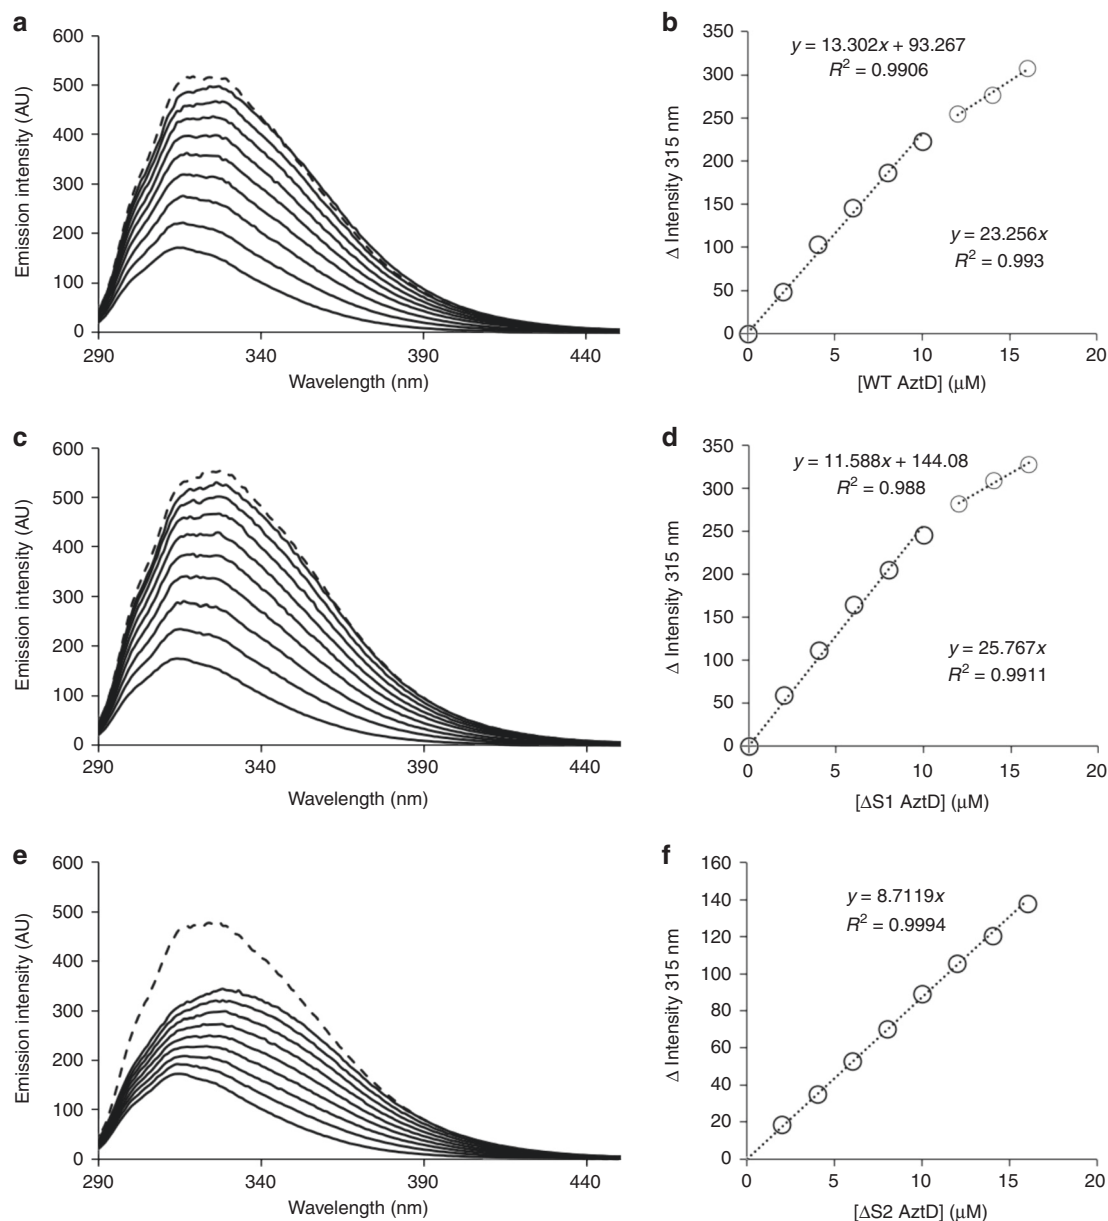 a
600
500
400
300
200
100
0
Emission intensity (AU)
290
340
390
440
Wavelength (nm)
b
350
300
250
200
150
100
50
0
Δ Intensity 315 nm
y = 13.302x + 93.267
R² = 0.9906
y = 23.256x
R² = 0.993
0
5
10
15
20
[WT AztD] (μM)
c
600
500
400
300
200
100
0
Emission intensity (AU)
290
340
390
440
Wavelength (nm)
d
350
300
250
200
150
100
50
0
Δ Intensity 315 nm
y = 11.588x + 144.08
R² = 0.988
y = 25.767x
R² = 0.9911
0
5
10
15
20
[ΔS1 AztD] (μM)
e
600
500
400
300
200
100
0
Emission intensity (AU)
290
340
390
440
Wavelength (nm)
f
160
140
120
100
80
60
40
20
0
Δ Intensity 315 nm
y = 8.7119x
R² = 0.9994
0
5
10
15
20
[ΔS2 AztD] (μM)